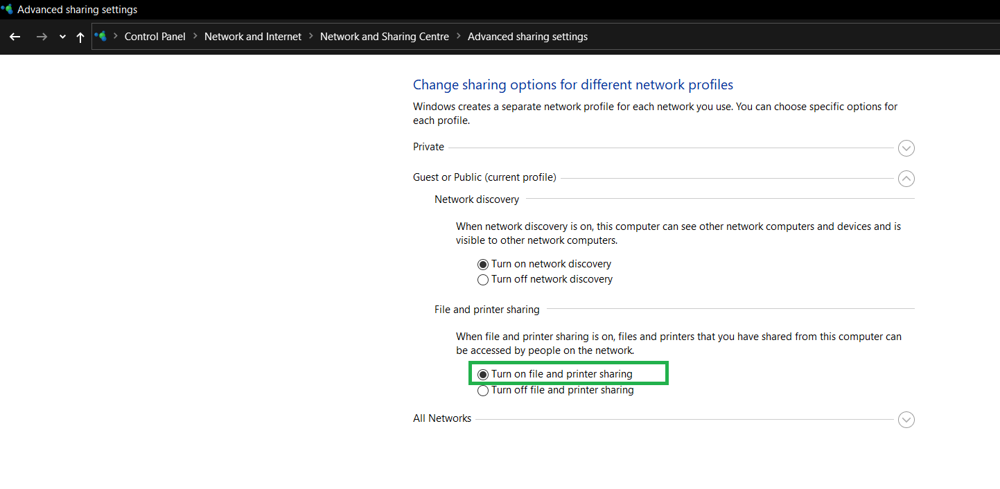 Advanced sharing settings
Control Panel > Network and Internet > Network and Sharing Centre > Advanced sharing settings
Change sharing options for different network profiles
Windows creates a separate network profile for each network you use. You can choose specific options for
each profile.
Private
Guest or Public (current profile)
Network discovery
When network discovery is on, this computer can see other network computers and devices and is
visible to other network computers.
Turn on network discovery
Turn off network discovery
File and printer sharing
When file and printer sharing is on, files and printers that you have shared from this computer can
be accessed by people on the network.
Turn on file and printer sharing
Turn off file and printer sharing
All Networks